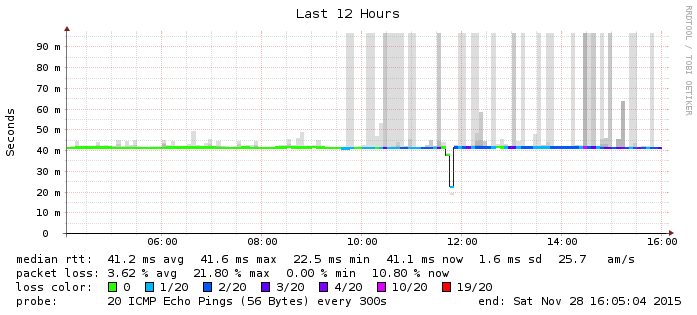 Last 12 Hours
RRDTOOL / TOBI OETIKER
Seconds
90 m
80 m
70 m
60 m
50 m
40 m
30 m
20 m
10 m
0
06:00 08:00 10:00 12:00 14:00 16:00
median rtt: 41.2 ms avg 41.6 ms max 22.5 ms min 41.1 ms now 1.6 ms sd 25.7 am/s
packet loss: 3.62 % avg 21.80 % max 0.00 % min 10.80 % now
loss color: 0 1/20 2/20 3/20 4/20 10/20 19/20
probe: 20 ICMP Echo Pings (56 Bytes) every 300s end: Sat Nov 28 16:05:04 2015